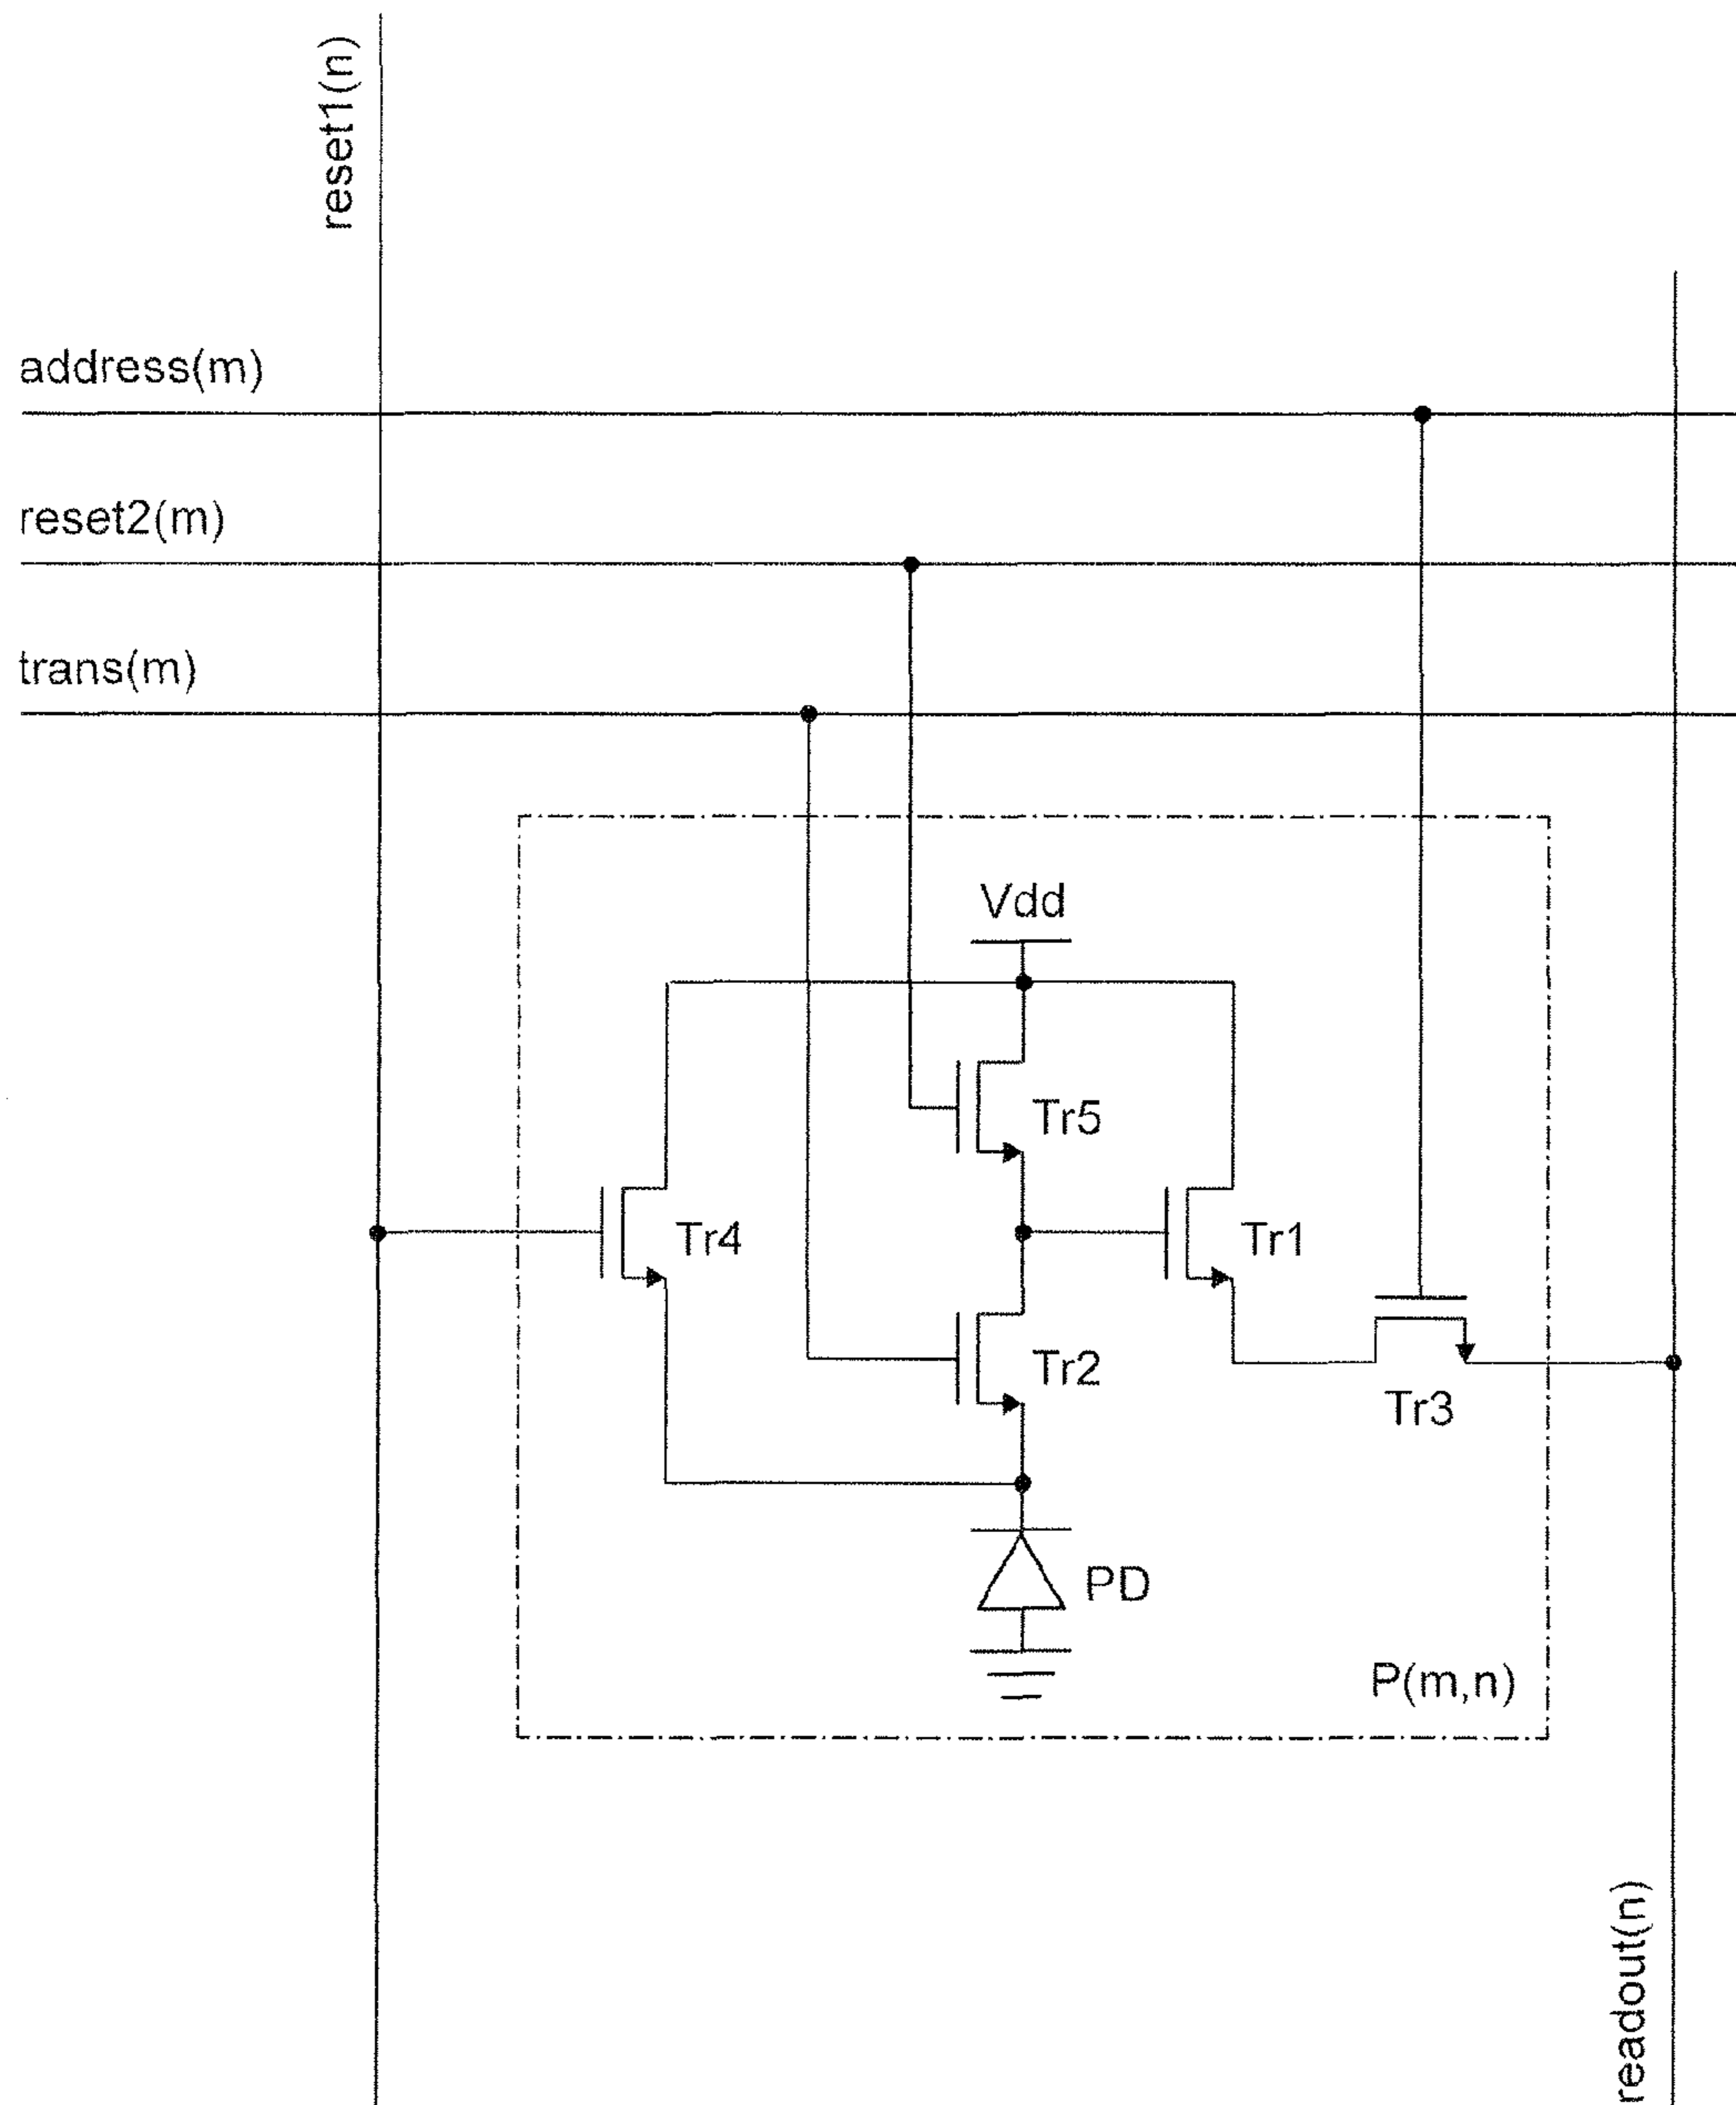 reset1(n)
address(m)
reset2(m)
trans(m)
Vdd
Tr5
Tr4
Tr1
Tr2
Tr3
PD
P(m,n)
readout(n)